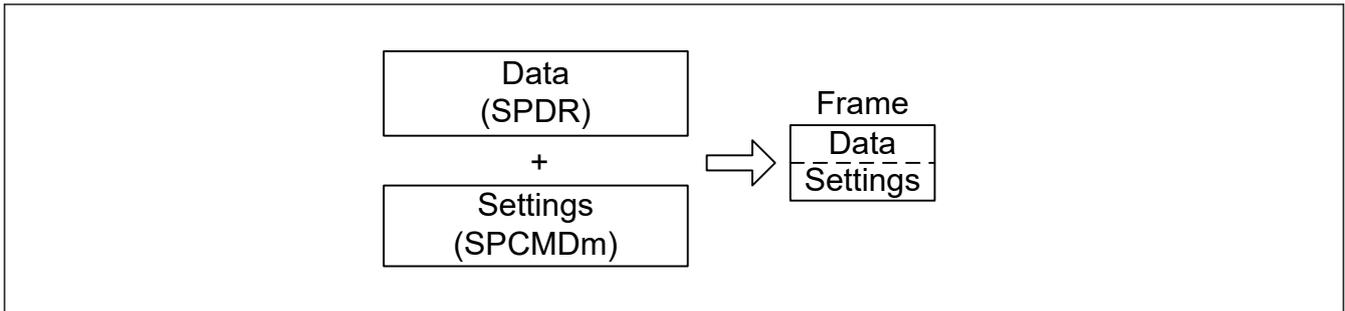 Data
(SPDR)
+
Settings
(SPCMDm)
Frame
Data
Settings